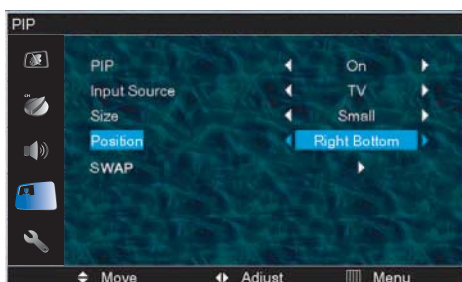 PIP
PIP On
Input Source TV
Size Small
Position Right Bottom
SWAP
Move Adjust Menu